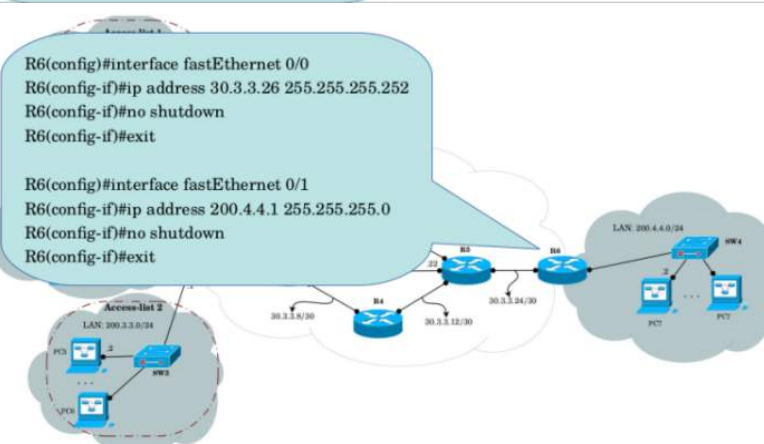 Access-list 1
R6(config)#interface fastEthernet 0/0
R6(config-if)#ip address 30.3.3.26 255.255.255.252
R6(config-if)#no shutdown
R6(config-if)#exit
R6(config)#interface fastEthernet 0/1
R6(config-if)#ip address 200.4.4.1 255.255.255.0
R6(config-if)#no shutdown
R6(config-if)#exit
R5
.22
R6
LAN: 200.4.4.0/24
SW4
.2
...
PC7
PC7
30.3.3.24/30
R4
30.3.3.8/30
30.3.3.12/30
.1
Access-list 2
LAN: 200.3.3.0/24
PC5
.2
SW3
...
PC6